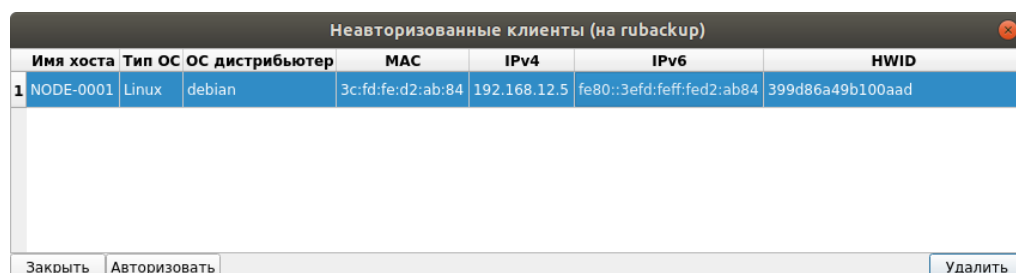 Неавторизованные клиенты (на rubackup)
Имя хоста Тип ОС ОС дистрибьютер MAC IPv4 IPv6 HWID
1 NODE-0001 Linux debian 3c:fd:fe:d2:ab:84 192.168.12.5 fe80::3efd:feff:fed2:ab84 399d86a49b100aad
Закрыть Авторизовать Удалить